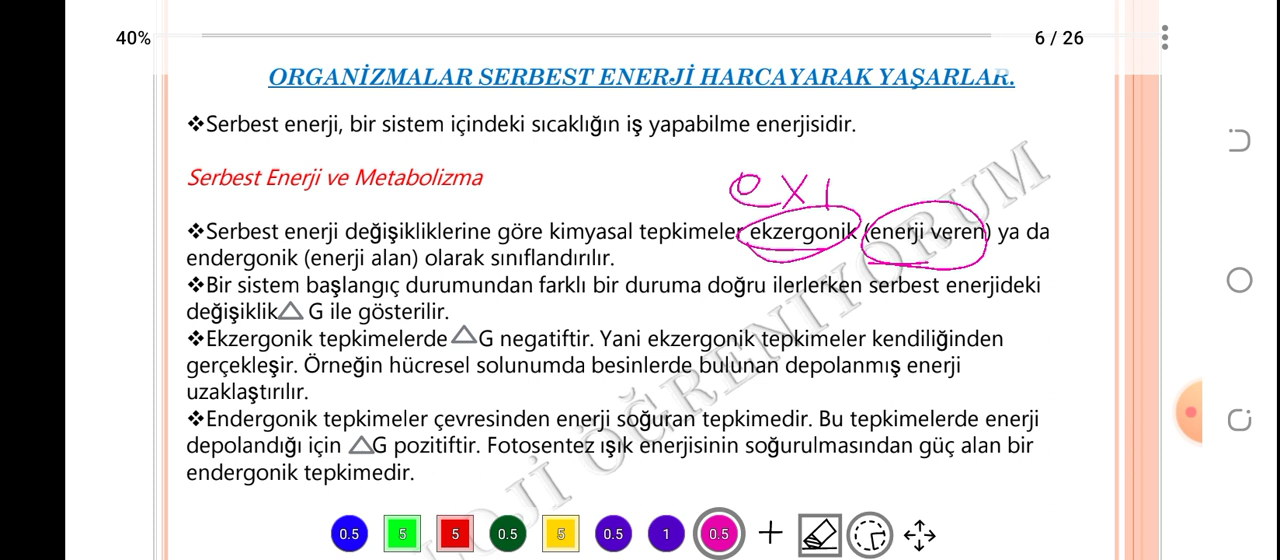 40%
6 / 26
ORGANİZMALAR SERBEST ENERJİ HARCAYARAK YAŞARLAR.
❖Serbest enerji, bir sistem içindeki sıcaklığın iş yapabilme enerjisidir.
Serbest Enerji ve Metabolizma
exı
❖Serbest enerji değişikliklerine göre kimyasal tepkimeler ekzergonik (enerji veren) ya da
endergonik (enerji alan) olarak sınıflandırılır.
❖Bir sistem başlangıç durumundan farklı bir duruma doğru ilerlerken serbest enerjideki
değişiklik△ G ile gösterilir.
❖Ekzergonik tepkimelerde △G negatiftir. Yani ekzergonik tepkimeler kendiliğinden
gerçekleşir. Örneğin hücresel solunumda besinlerde bulunan depolanmış enerji
uzaklaştırılır.
❖Endergonik tepkimeler çevresinden enerji soğuran tepkimedir. Bu tepkimelerde enerji
depolandığı için △G pozitiftir. Fotosentez ışık enerjisinin soğurulmasından güç alan bir
endergonik tepkimedir.
OJİ ÖĞRENİYORUM
0.5 5 5 0.5 5 0.5 1 0.5